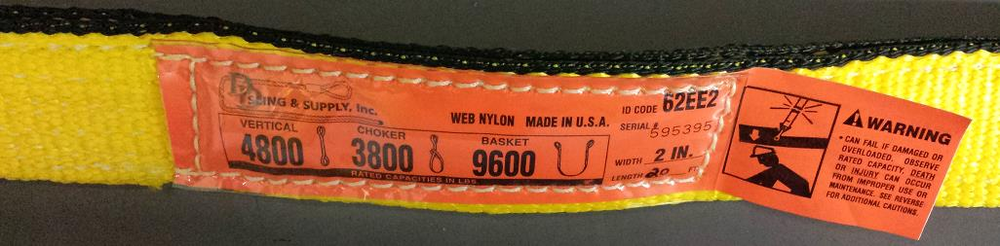 DD
SLING & SUPPLY, Inc.
WEB NYLON MADE IN U.S.A.
VERTICAL
4800
CHOKER
3800
BASKET
9600
RATED CAPACITIES IN LBS
ID CODE 62EE2
SERIAL # 595395
WIDTH 2 IN.
LENGTH 20 FT.
WARNING
• CAN FAIL IF DAMAGED OR
OVERLOADED. OBSERVE
RATED CAPACITY. DEATH
OR INJURY CAN OCCUR
FROM IMPROPER USE OR
MAINTENANCE. SEE REVERSE
FOR ADDITIONAL CAUTIONS.